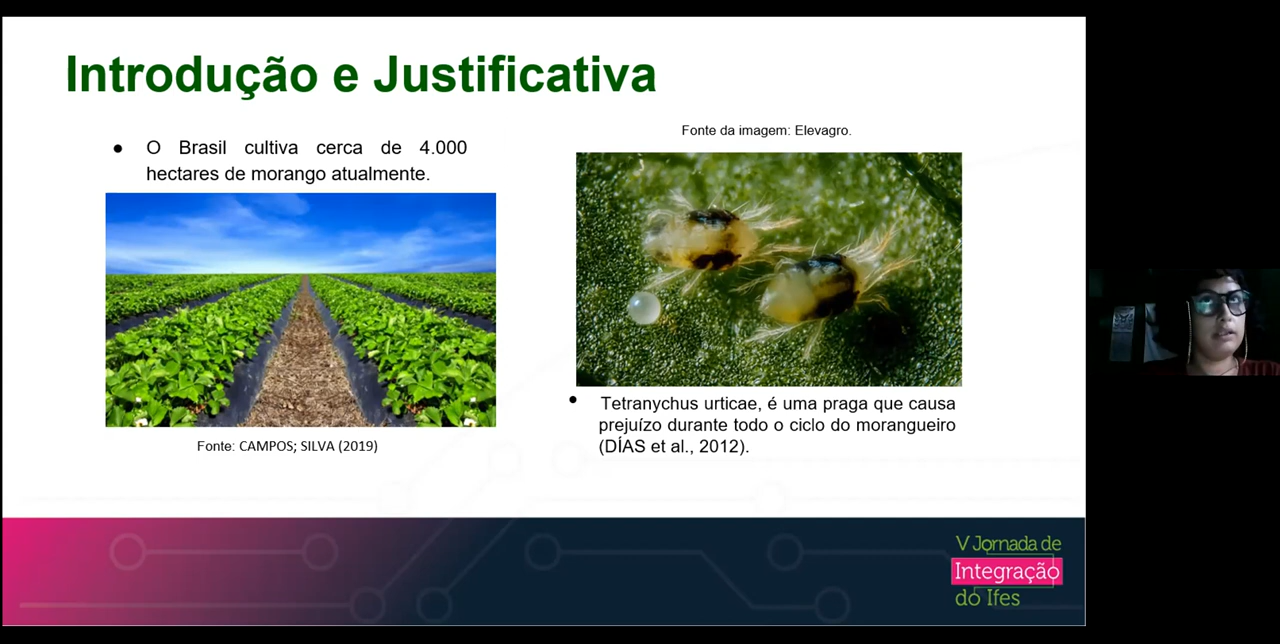 Introdução e Justificativa
● O Brasil cultiva cerca de 4.000
hectares de morango atualmente.
Fonte: CAMPOS; SILVA (2019)
Fonte da imagem: Elevagro.
● Tetranychus urticae, é uma praga que causa
prejuízo durante todo o ciclo do morangueiro
(DÍAS et al., 2012).
V Jornada de
Integração
do Ifes